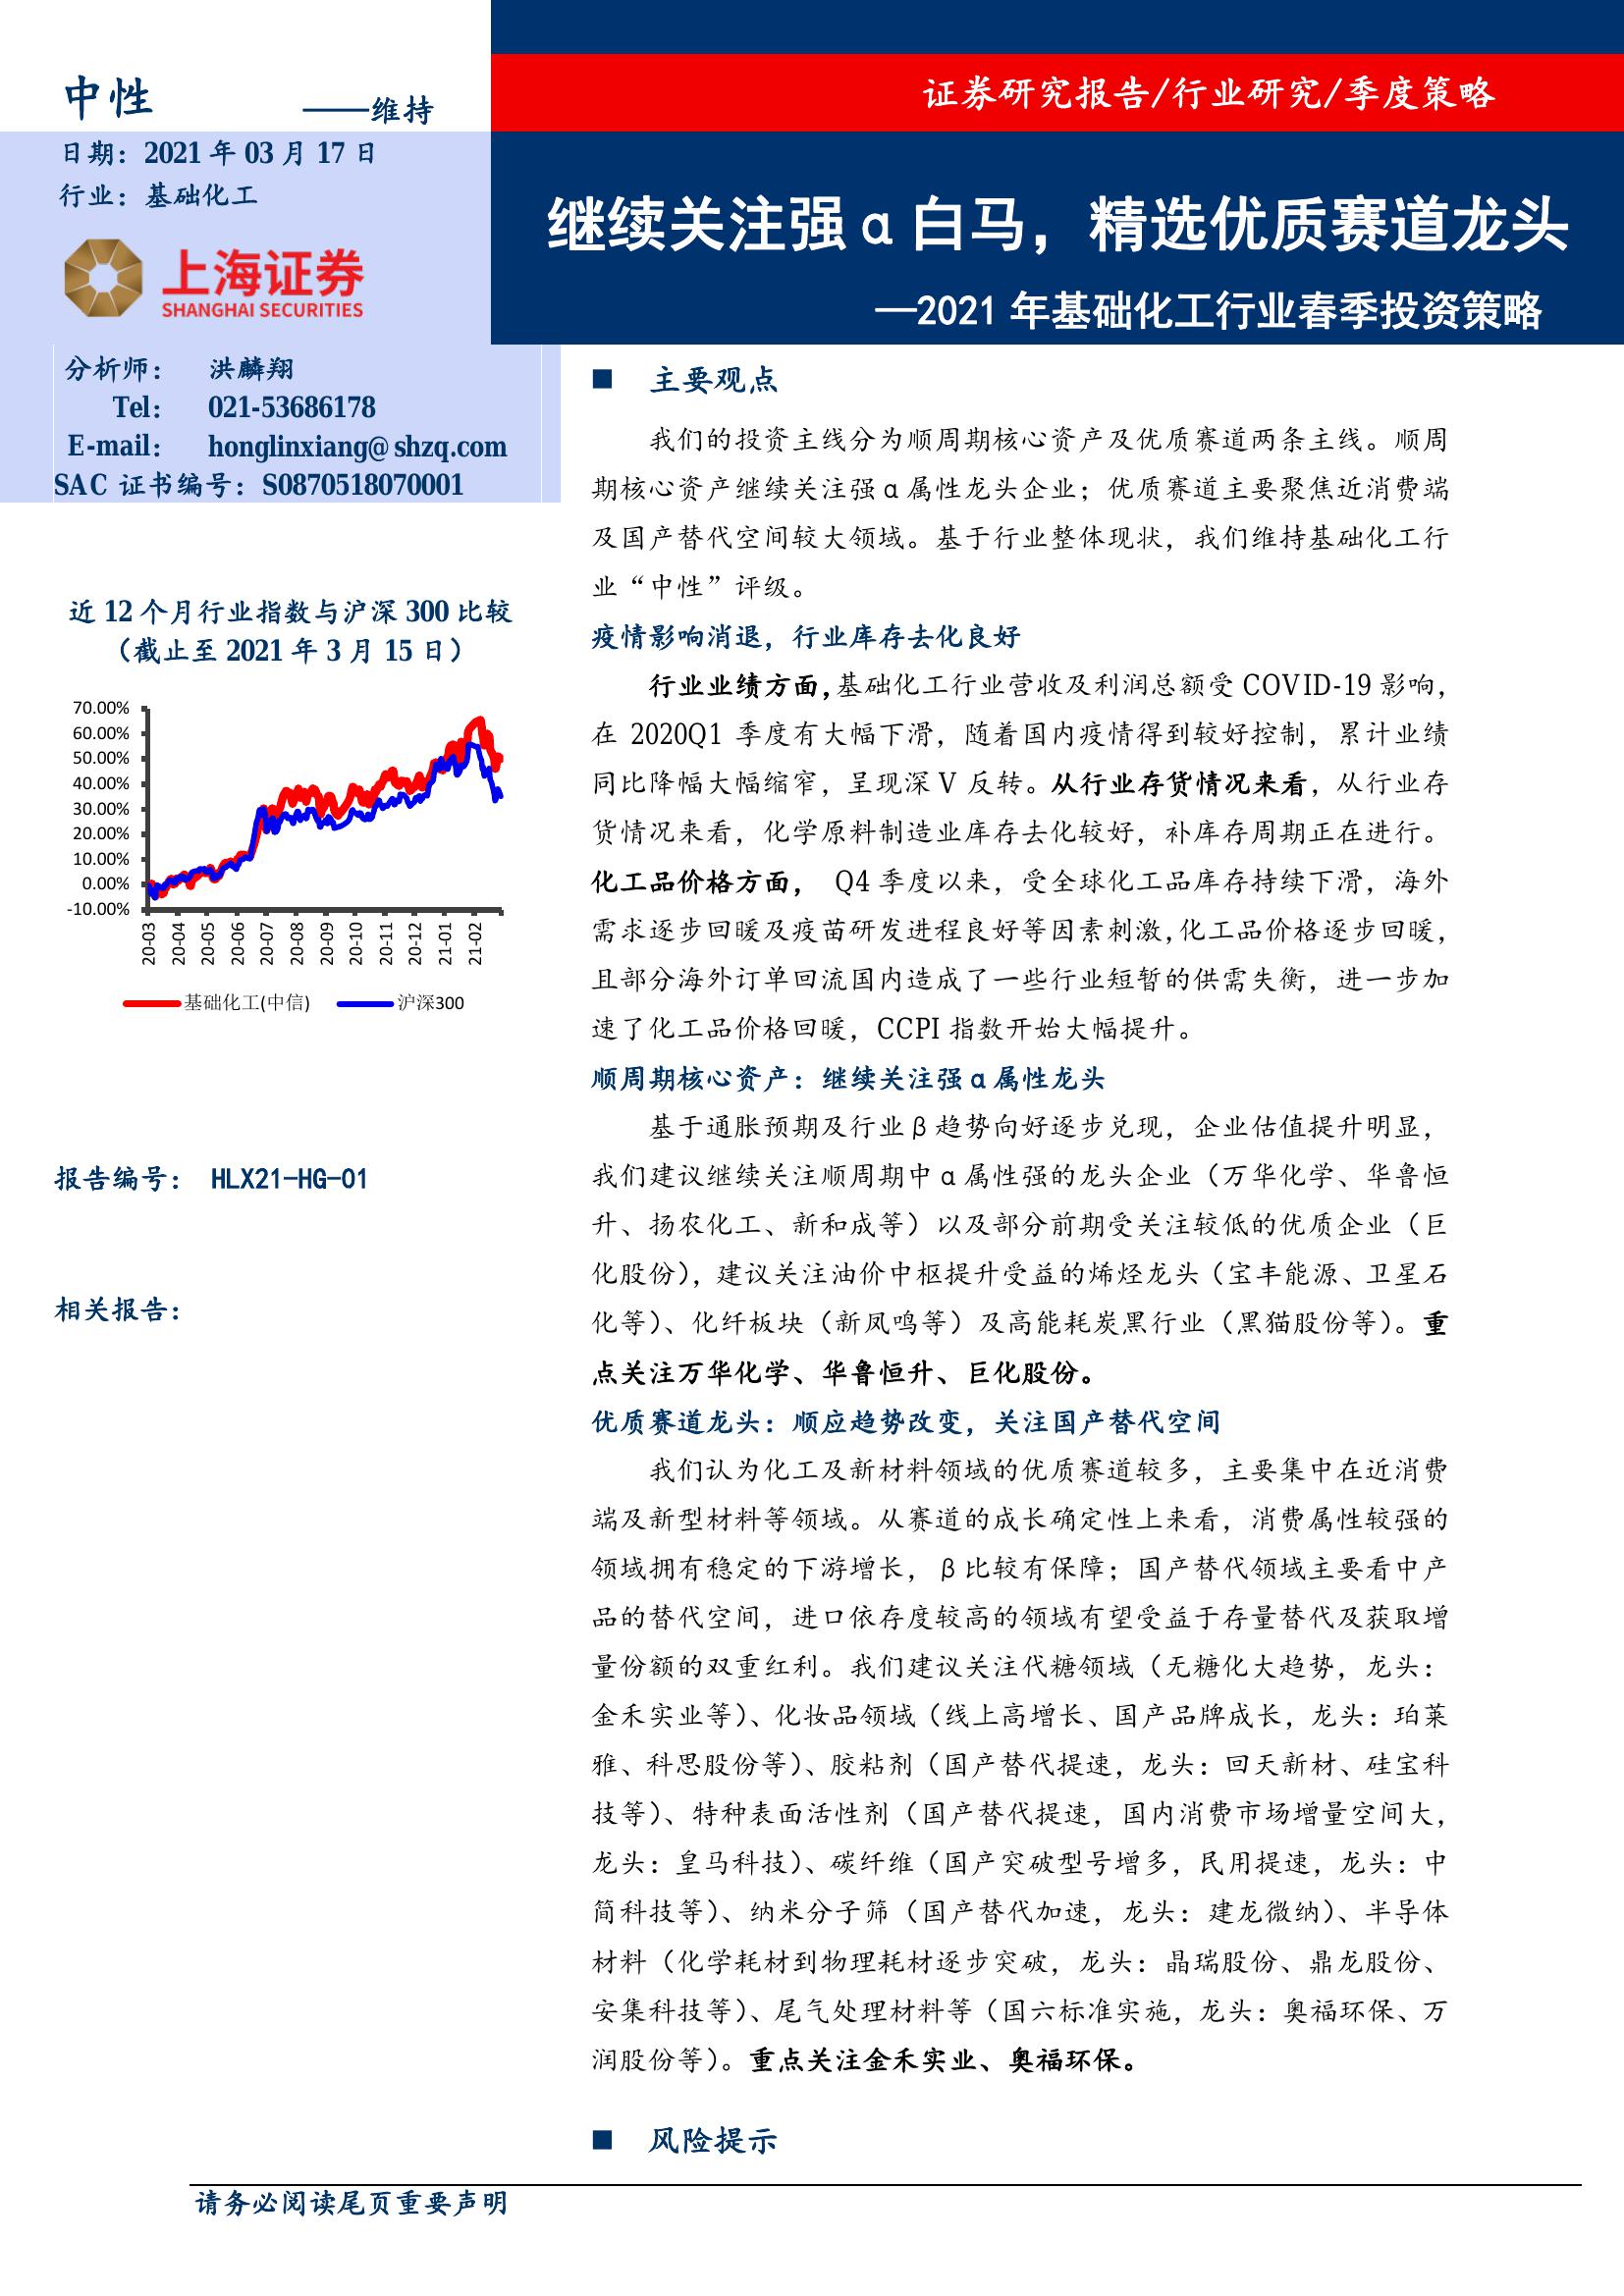 中性 ——维持
日期：2021 年 03 月 17 日
行业：基础化工
上海证券
SHANGHAI SECURITIES
分析师： 洪麟翔
Tel： 021-53686178
E-mail： honglinxiang@shzq.com
SAC 证书编号：S0870518070001
近 12 个月行业指数与沪深 300 比较
（截止至 2021 年 3 月 15 日）
70.00%
60.00%
50.00%
40.00%
30.00%
20.00%
10.00%
0.00%
-10.00%
20-03 20-04 20-05 20-06 20-07 20-08 20-09 20-10 20-11 20-12 21-01 21-02
基础化工(中信) 沪深300
报告编号： HLX21-HG-01
相关报告：
证券研究报告/行业研究/季度策略
继续关注强 α 白马，精选优质赛道龙头
—2021 年基础化工行业春季投资策略
■ 主要观点
我们的投资主线分为顺周期核心资产及优质赛道两条主线。顺周
期核心资产继续关注强 α 属性龙头企业；优质赛道主要聚焦近消费端
及国产替代空间较大领域。基于行业整体现状，我们维持基础化工行
业“中性”评级。
疫情影响消退，行业库存去化良好
行业业绩方面，基础化工行业营收及利润总额受 COVID-19 影响，
在 2020Q1 季度有大幅下滑，随着国内疫情得到较好控制，累计业绩
同比降幅大幅缩窄，呈现深 V 反转。从行业存货情况来看，从行业存
货情况来看，化学原料制造业库存去化较好，补库存周期正在进行。
化工品价格方面， Q4 季度以来，受全球化工品库存持续下滑，海外
需求逐步回暖及疫苗研发进程良好等因素刺激，化工品价格逐步回暖，
且部分海外订单回流国内造成了一些行业短暂的供需失衡，进一步加
速了化工品价格回暖，CCPI 指数开始大幅提升。
顺周期核心资产：继续关注强 α 属性龙头
基于通胀预期及行业 β 趋势向好逐步兑现，企业估值提升明显，
我们建议继续关注顺周期中 α 属性强的龙头企业（万华化学、华鲁恒
升、扬农化工、新和成等）以及部分前期受关注较低的优质企业（巨
化股份），建议关注油价中枢提升受益的烯烃龙头（宝丰能源、卫星石
化等）、化纤板块（新凤鸣等）及高能耗炭黑行业（黑猫股份等）。重
点关注万华化学、华鲁恒升、巨化股份。
优质赛道龙头：顺应趋势改变，关注国产替代空间
我们认为化工及新材料领域的优质赛道较多，主要集中在近消费
端及新型材料等领域。从赛道的成长确定性上来看，消费属性较强的
领域拥有稳定的下游增长，β 比较有保障；国产替代领域主要看中产
品的替代空间，进口依存度较高的领域有望受益于存量替代及获取增
量份额的双重红利。我们建议关注代糖领域（无糖化大趋势，龙头：
金禾实业等）、化妆品领域（线上高增长、国产品牌成长，龙头：珀莱
雅、科思股份等）、胶粘剂（国产替代提速，龙头：回天新材、硅宝科
技等）、特种表面活性剂（国产替代提速，国内消费市场增量空间大，
龙头：皇马科技）、碳纤维（国产突破型号增多，民用提速，龙头：中
简科技等）、纳米分子筛（国产替代加速，龙头：建龙微纳）、半导体
材料（化学耗材到物理耗材逐步突破，龙头：晶瑞股份、鼎龙股份、
安集科技等）、尾气处理材料等（国六标准实施，龙头：奥福环保、万
润股份等）。重点关注金禾实业、奥福环保。
■ 风险提示
请务必阅读尾页重要声明